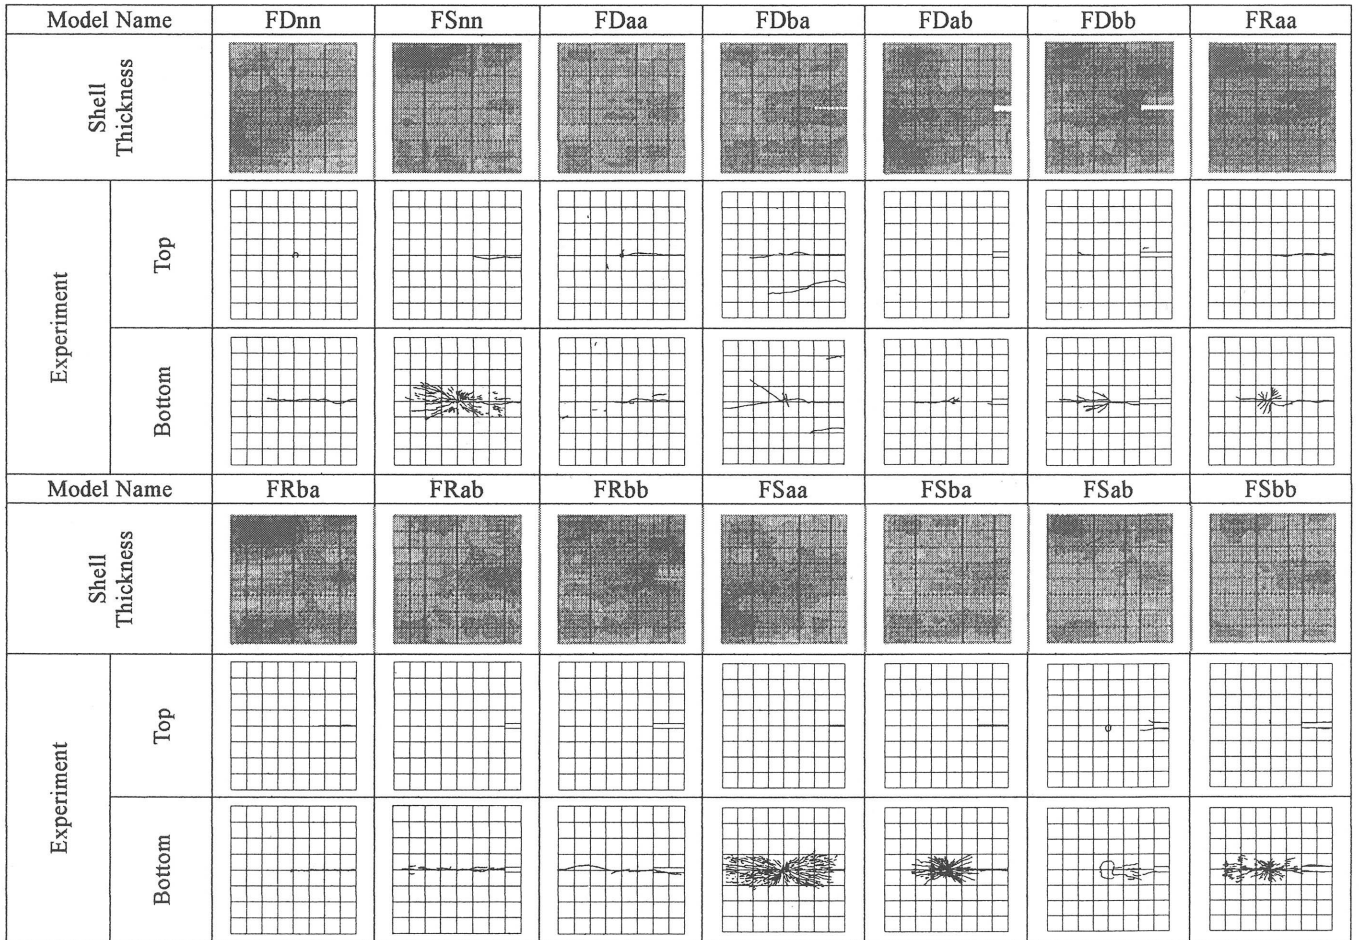 Model Name FDnn FSnn FDaa FDba FDab FDbb FRaa
Shell
Thickness
Experiment
Top
Bottom
Model Name FRba FRab FRbb FSaa FSba FSab FSbb
Shell
Thickness
Experiment
Top
Bottom